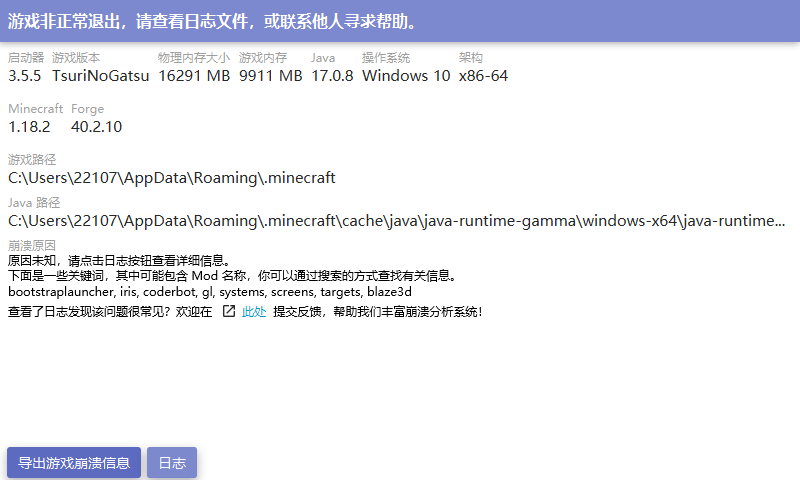 游戏非正常退出，请查看日志文件，或联系他人寻求帮助。
启动器 游戏版本 物理内存大小 游戏内存 Java 操作系统 架构
3.5.5 TsuriNoGatsu 16291 MB 9911 MB 17.0.8 Windows 10 x86-64
Minecraft Forge
1.18.2 40.2.10
游戏路径
C:\Users\22107\AppData\Roaming\.minecraft
Java 路径
C:\Users\22107\AppData\Roaming\.minecraft\cache\java\java-runtime-gamma\windows-x64\java-runtime...
崩溃原因
原因未知，请点击日志按钮查看详细信息。
下面是一些关键词，其中可能包含 Mod 名称，你可以通过搜索的方式查找有关信息。
bootstraplauncher, iris, coderbot, gl, systems, screens, targets, blaze3d
查看了日志发现该问题很常见？欢迎在 此处 提交反馈，帮助我们丰富崩溃分析系统！
导出游戏崩溃信息 日志